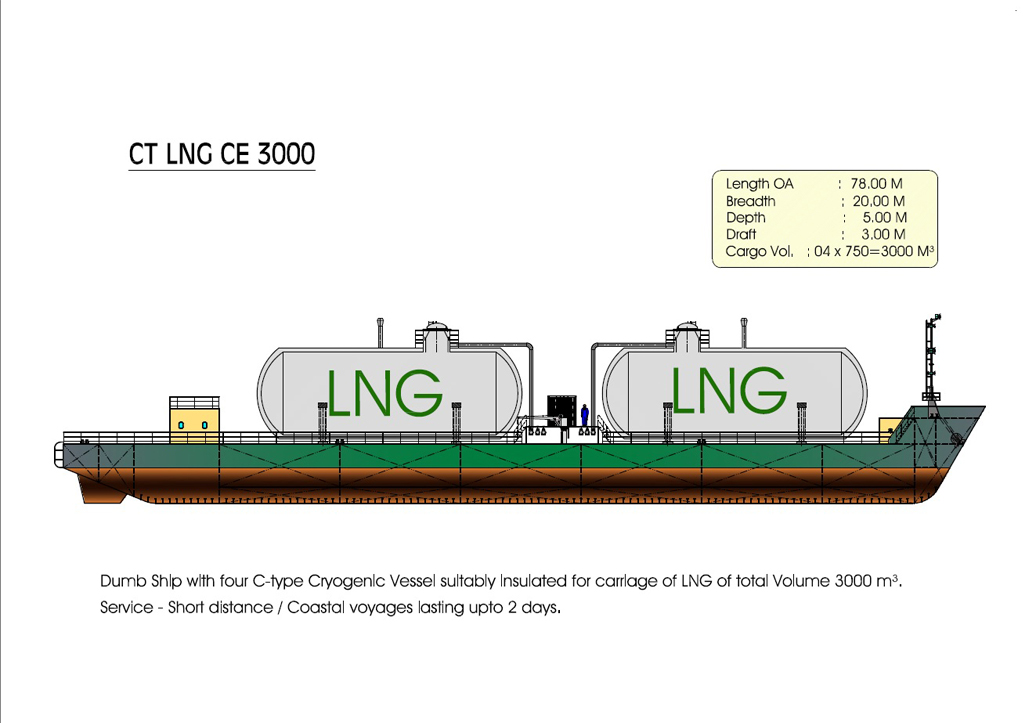 CT LNG CE 3000
Length OA : 78.00 M
Breadth : 20.00 M
Depth : 5.00 M
Draft : 3.00 M
Cargo Vol. : 04 x 750=3000 M³
LNG LNG
Dumb Ship with four C-type Cryogenic Vessel suitably insulated for carriage of LNG of total Volume 3000 m³.
Service - Short distance / Coastal voyages lasting upto 2 days.